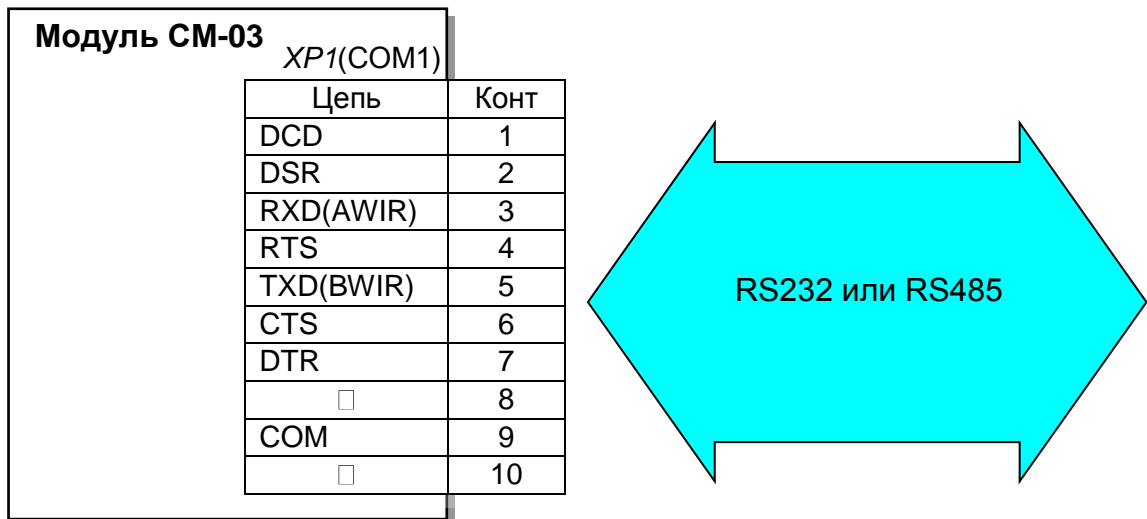 Модуль СМ-03
XP1(COM1)
Цепь Конт
DCD 1
DSR 2
RXD(AWIR) 3
RTS 4
TXD(BWIR) 5
CTS 6
DTR 7
8
COM 9
10
RS232 или RS485